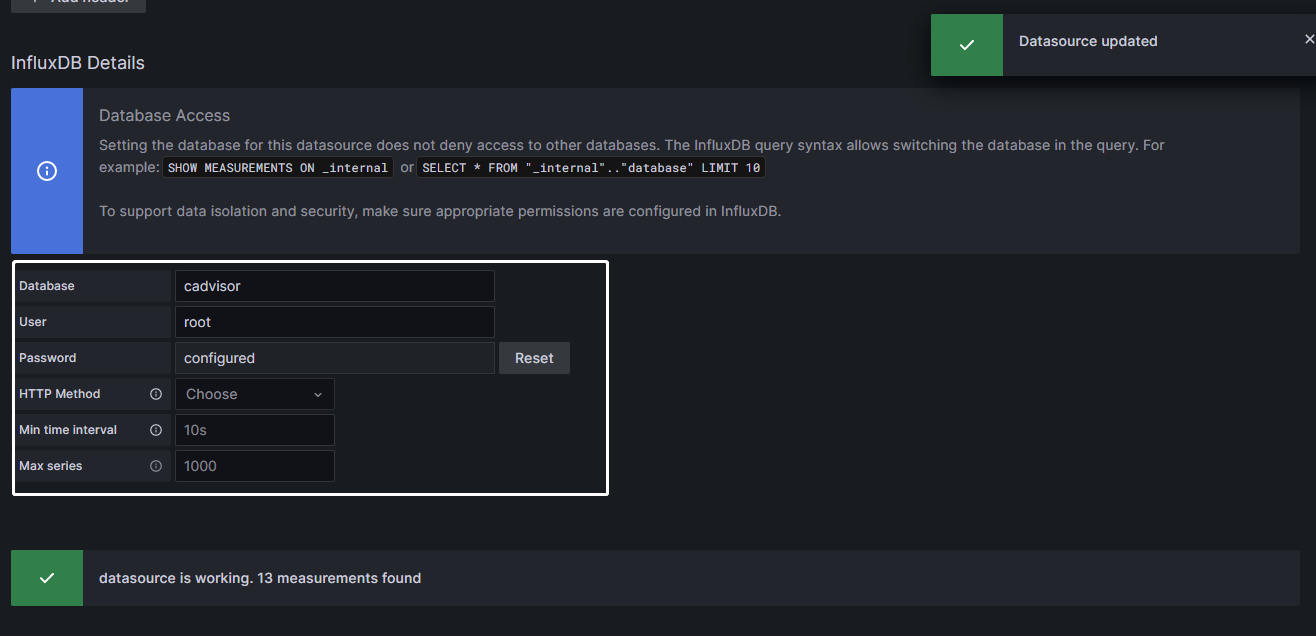 + Add header
Datasource updated
InfluxDB Details
Database Access
Setting the database for this datasource does not deny access to other databases. The InfluxDB query syntax allows switching the database in the query. For
example: SHOW MEASUREMENTS ON _internal or SELECT * FROM "_internal".."database" LIMIT 10
To support data isolation and security, make sure appropriate permissions are configured in InfluxDB.
Database cadvisor
User root
Password configured Reset
HTTP Method Choose
Min time interval 10s
Max series 1000
datasource is working. 13 measurements found